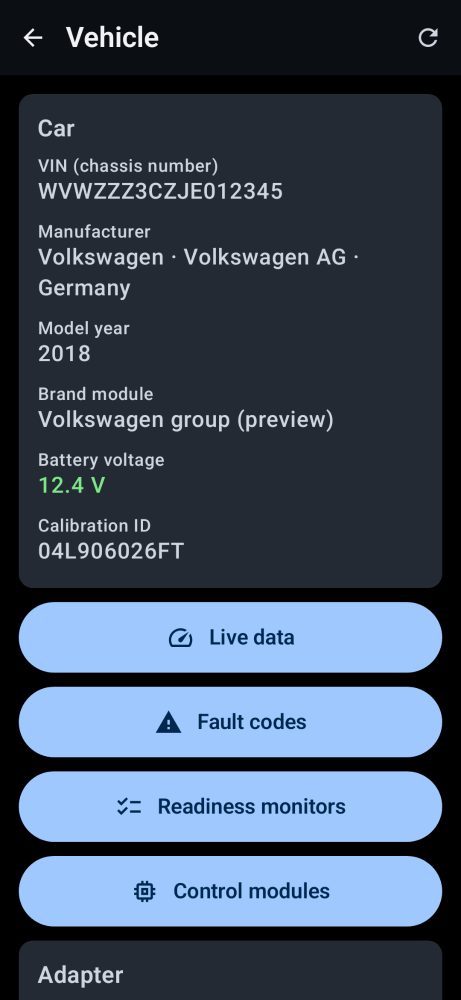 Vehicle
Car
VIN (chassis number)
WVWZZZ3CZJE012345
Manufacturer
Volkswagen · Volkswagen AG ·
Germany
Model year
2018
Brand module
Volkswagen group (preview)
Battery voltage
12.4 V
Calibration ID
04L906026FT
Live data
Fault codes
Readiness monitors
Control modules
Adapter